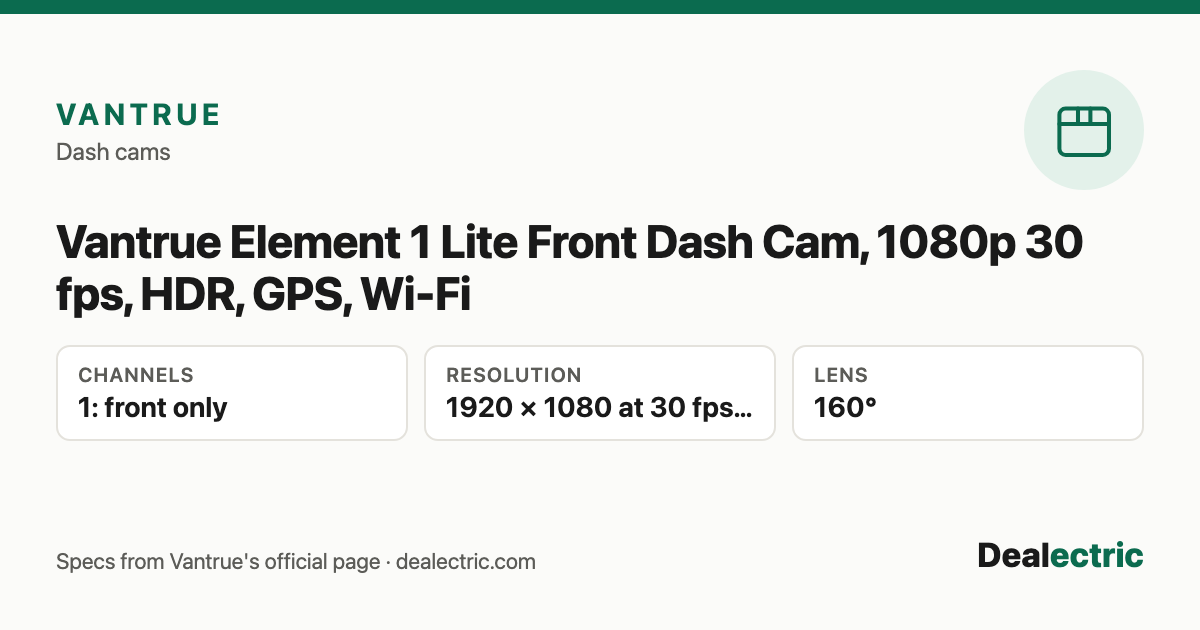 VANTRUE
Dash cams
Vantrue Element 1 Lite Front Dash Cam, 1080p 30
fps, HDR, GPS, Wi-Fi
CHANNELS
1: front only
RESOLUTION
1920 × 1080 at 30 fps…
LENS
160°
Specs from Vantrue's official page · dealectric.com
Dealectric